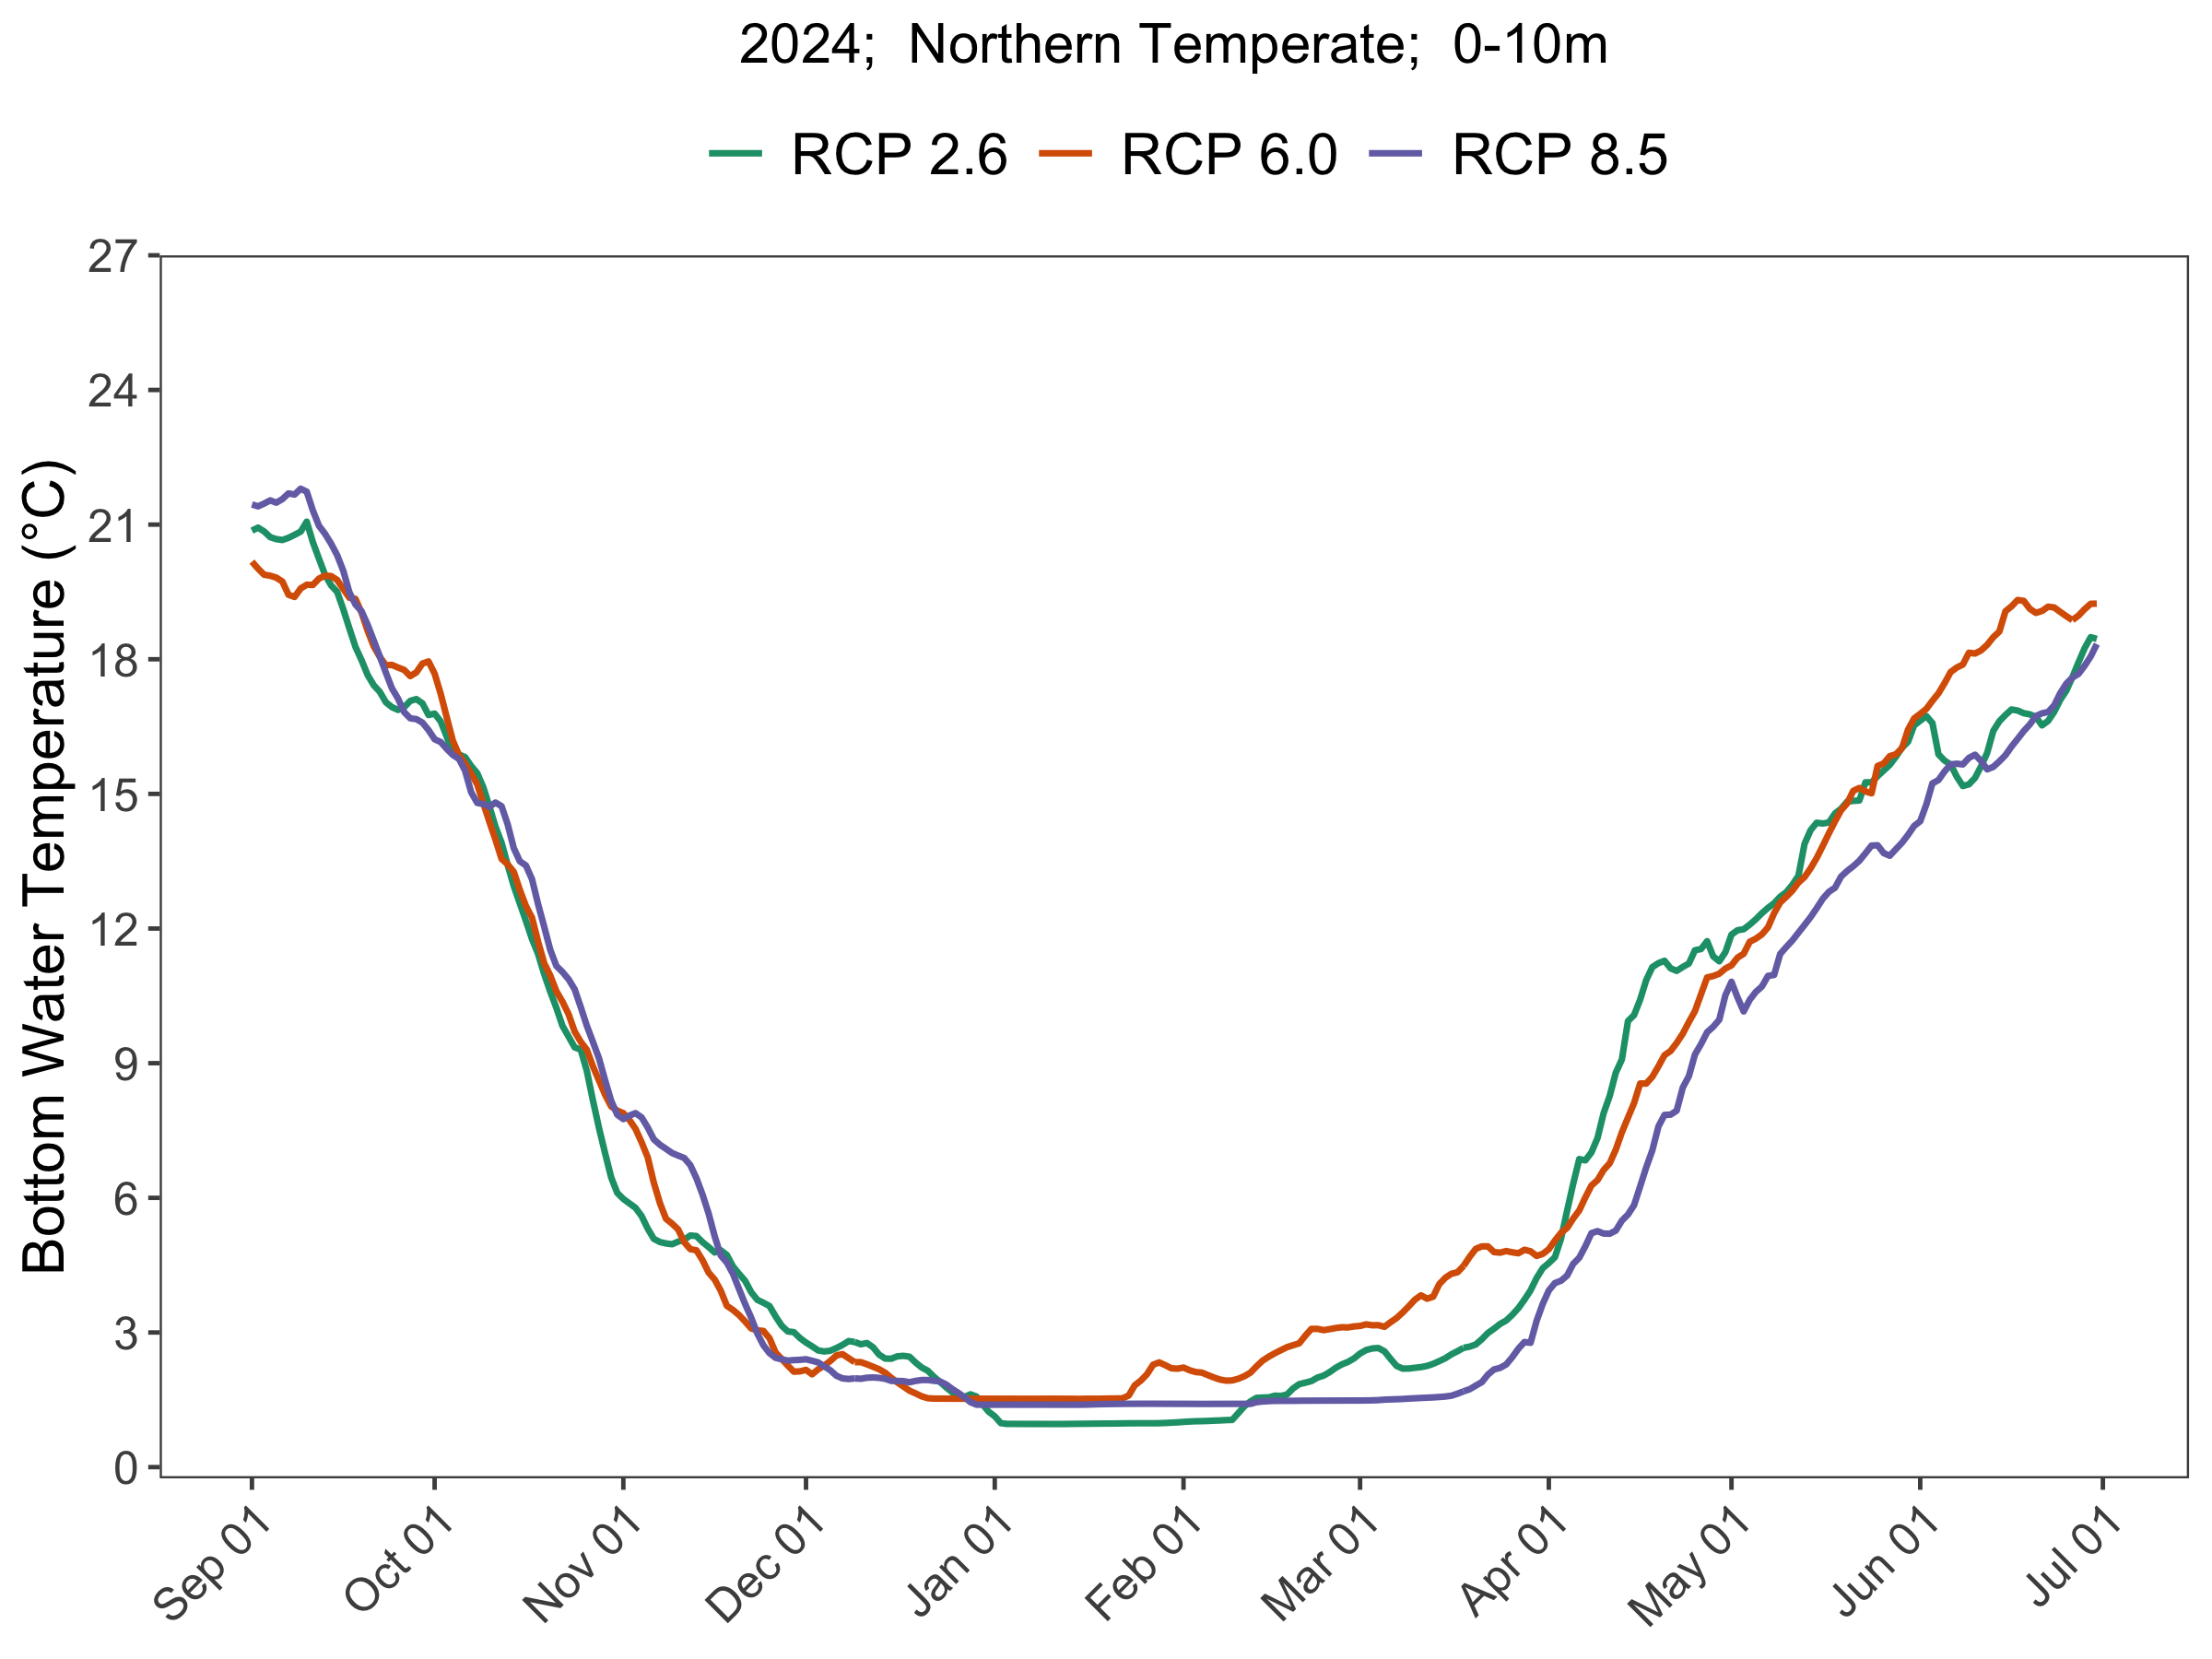 2024;  Northern Temperate;  0-10m
RCP 2.6 RCP 6.0 RCP 8.5
Bottom Water Temperature (°C)
27
24
21
18
15
12
9
6
3
0
Sep 01 Oct 01 Nov 01 Dec 01 Jan 01 Feb 01 Mar 01 Apr 01 May 01 Jun 01 Jul 01